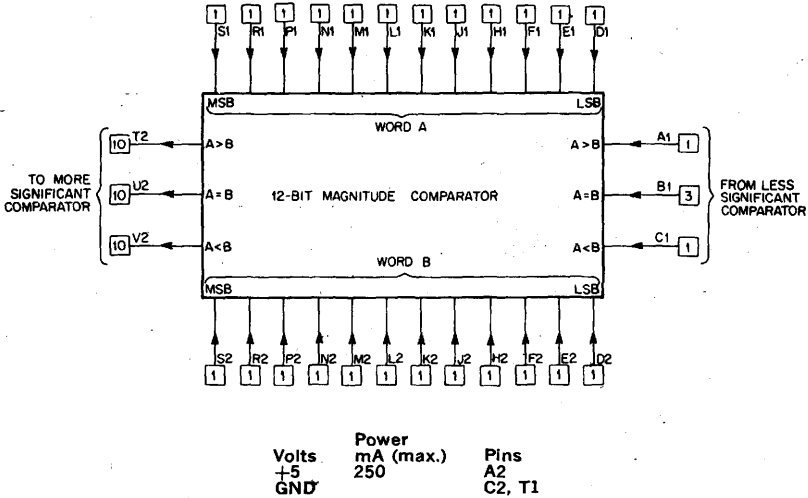 1 1 1 1 1 1 1 1 1 1 1 1
S1 R1 P1 N1 M1 L1 K1 J1 H1 F1 E1 D1
MSB LSB
WORD A
10 T2 A>B A>B A1 1
TO MORE
SIGNIFICANT
COMPARATOR
10 U2 A=B 12-BIT MAGNITUDE COMPARATOR A=B B1 3
FROM LESS
SIGNIFICANT
COMPARATOR
10 V2 A<B A<B C1 1
WORD B
MSB LSB
S2 R2 P2 N2 M2 L2 K2 J2 H2 F2 E2 D2
1 1 1 1 1 1 1 1 1 1 1 1
Power
Volts mA (max.) Pins
+5 250 A2
GND C2, T1